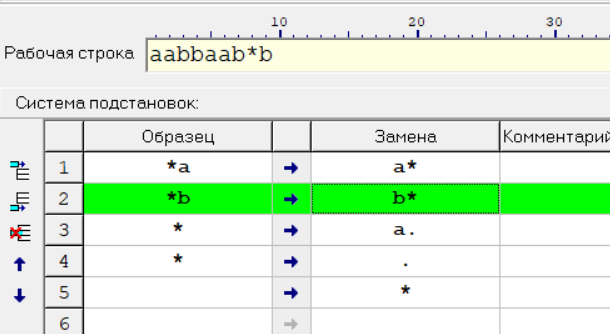 10 20 30
Рабочая строка aabbaab*b
Система подстановок:
Образец Замена Комментарий
1 *a → a*
2 *b → b*
3 * → a.
4 * → .
5 → *
6 →